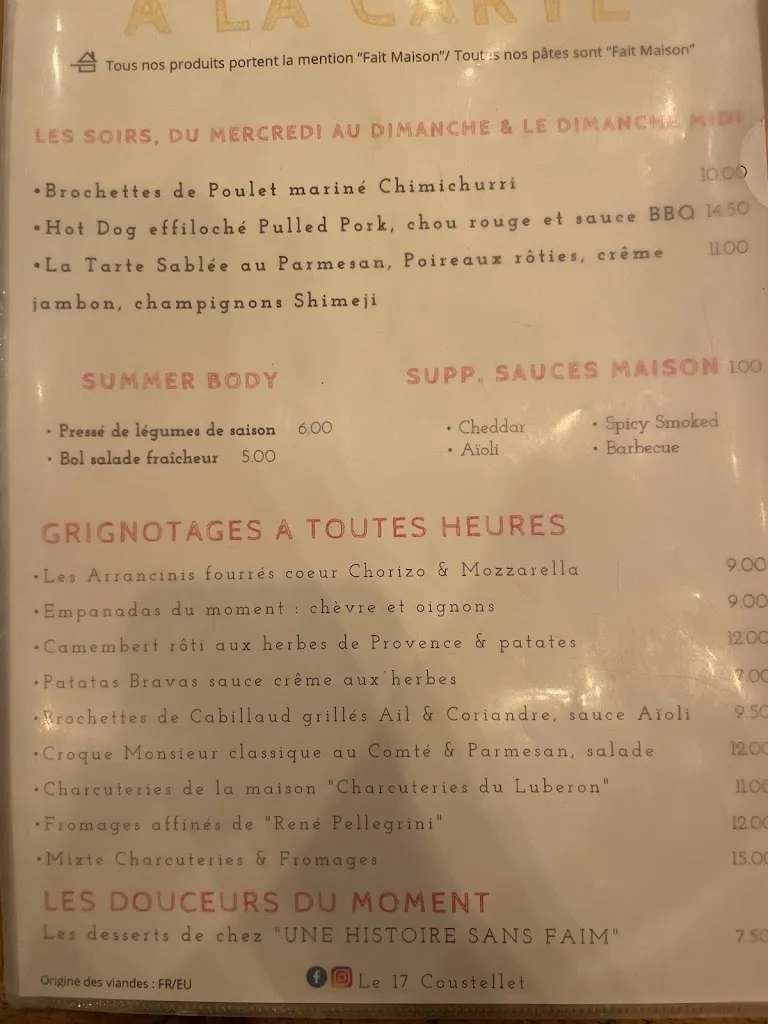 A LA CARTE
Tous nos produits portent la mention “Fait Maison”/ Toutes nos pâtes sont “Fait Maison”
LES SOIRS, DU MERCREDI AU DIMANCHE & LE DIMANCHE MIDI
•Brochettes de Poulet mariné Chimichurri 10.00
•Hot Dog effiloché Pulled Pork, chou rouge et sauce BBQ 14.50
•La Tarte Sablée au Parmesan, Poireaux rôties, crême 11.00
jambon, champignons Shimeji
SUMMER BODY
• Pressé de légumes de saison 6.00
• Bol salade fraîcheur 5.00
SUPP. SAUCES MAISON 1.00
• Cheddar • Spicy Smoked
• Aïoli • Barbecue
GRIGNOTAGES A TOUTES HEURES
•Les Arrancinis fourrés coeur Chorizo & Mozzarella 9.00
•Empanadas du moment : chèvre et oignons 9.00
•Camembert rôti aux herbes de Provence & patates 12.00
•Patatas Bravas sauce crême aux herbes 7.00
•Brochettes de Cabillaud grillés Ail & Coriandre, sauce Aïoli 9.50
•Croque Monsieur classique au Comté & Parmesan, salade 12.00
•Charcuteries de la maison "Charcuteries du Luberon" 11.00
•Fromages affinés de "René Pellegrini" 12.00
•Mixte Charcuteries & Fromages 15.00
LES DOUCEURS DU MOMENT
Les desserts de chez "UNE HISTOIRE SANS FAIM" 7.50
Origine des viandes : FR/EU
Le 17 Coustellet